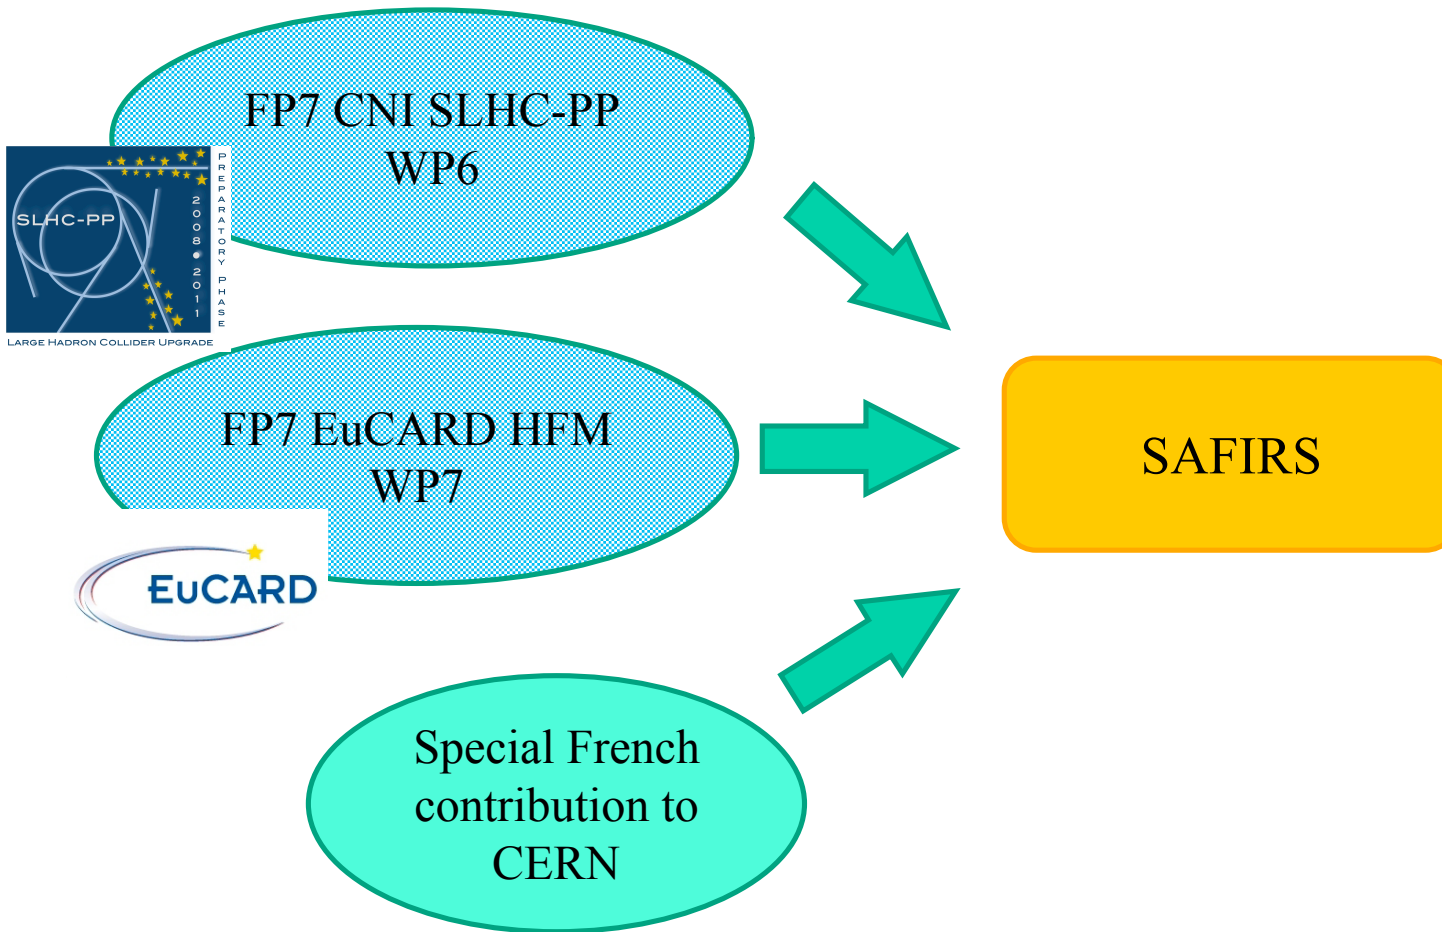 FP7 CNI SLHC-PP
WP6
SLHC-PP
PREPARATORY PHASE
2008•2011
LARGE HADRON COLLIDER UPGRADE
FP7 EuCARD HFM
WP7
EuCARD
SAFIRS
Special French
contribution to
CERN